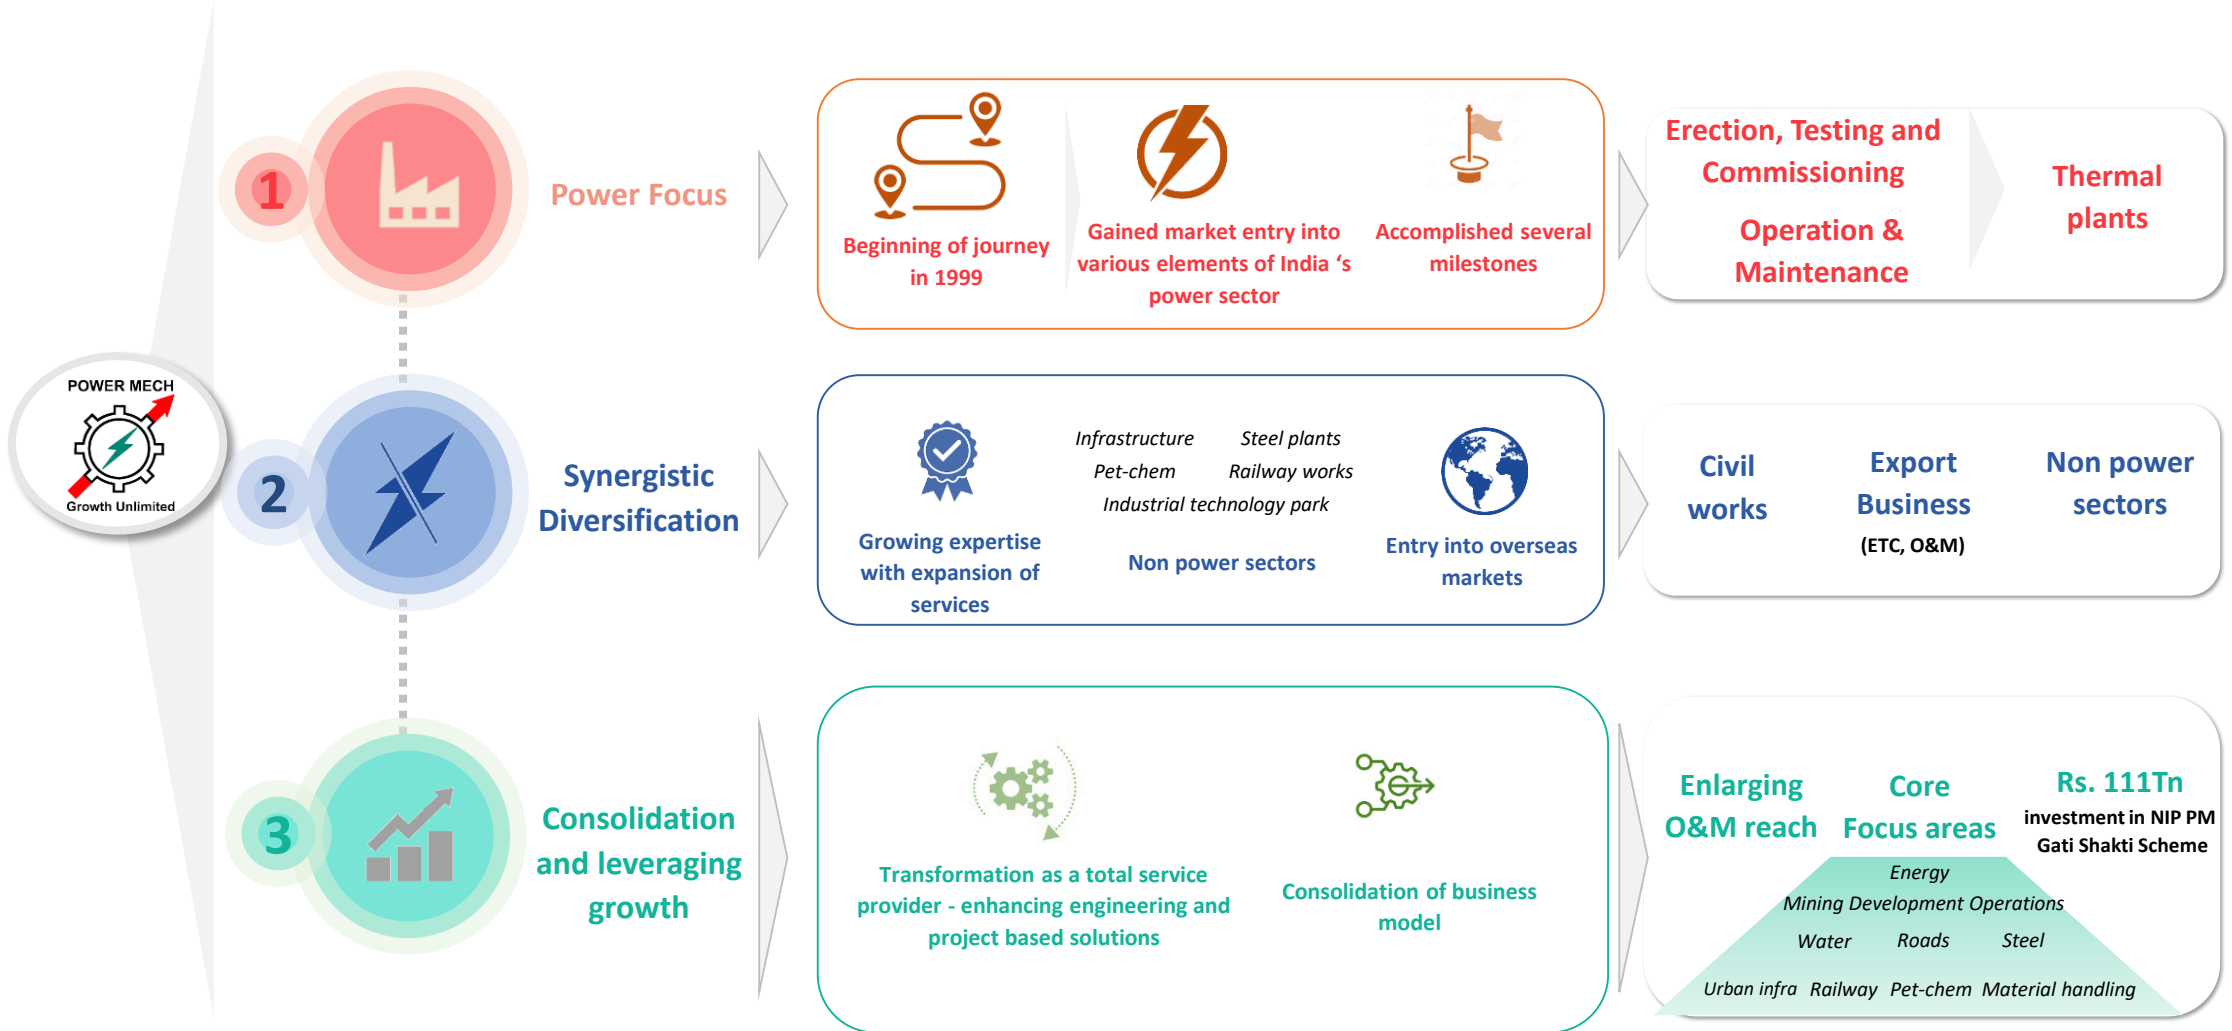 POWER MECH
Growth Unlimited
1
Power Focus
Beginning of journey
in 1999
Gained market entry into
various elements of India ‘s
power sector
Accomplished several
milestones
Erection, Testing and
Commissioning
Operation &
Maintenance
Thermal
plants
2
Synergistic
Diversification
Growing expertise
with expansion of
services
Infrastructure Steel plants
Pet-chem Railway works
Industrial technology park
Non power sectors
Entry into overseas
markets
Civil
works
Export
Business
(ETC, O&M)
Non power
sectors
3
Consolidation
and leveraging
growth
Transformation as a total service
provider - enhancing engineering and
project based solutions
Consolidation of business
model
Enlarging
O&M reach
Core
Focus areas
Rs. 111Tn
investment in NIP PM
Gati Shakti Scheme
Energy
Mining Development Operations
Water Roads Steel
Urban infra Railway Pet-chem Material handling